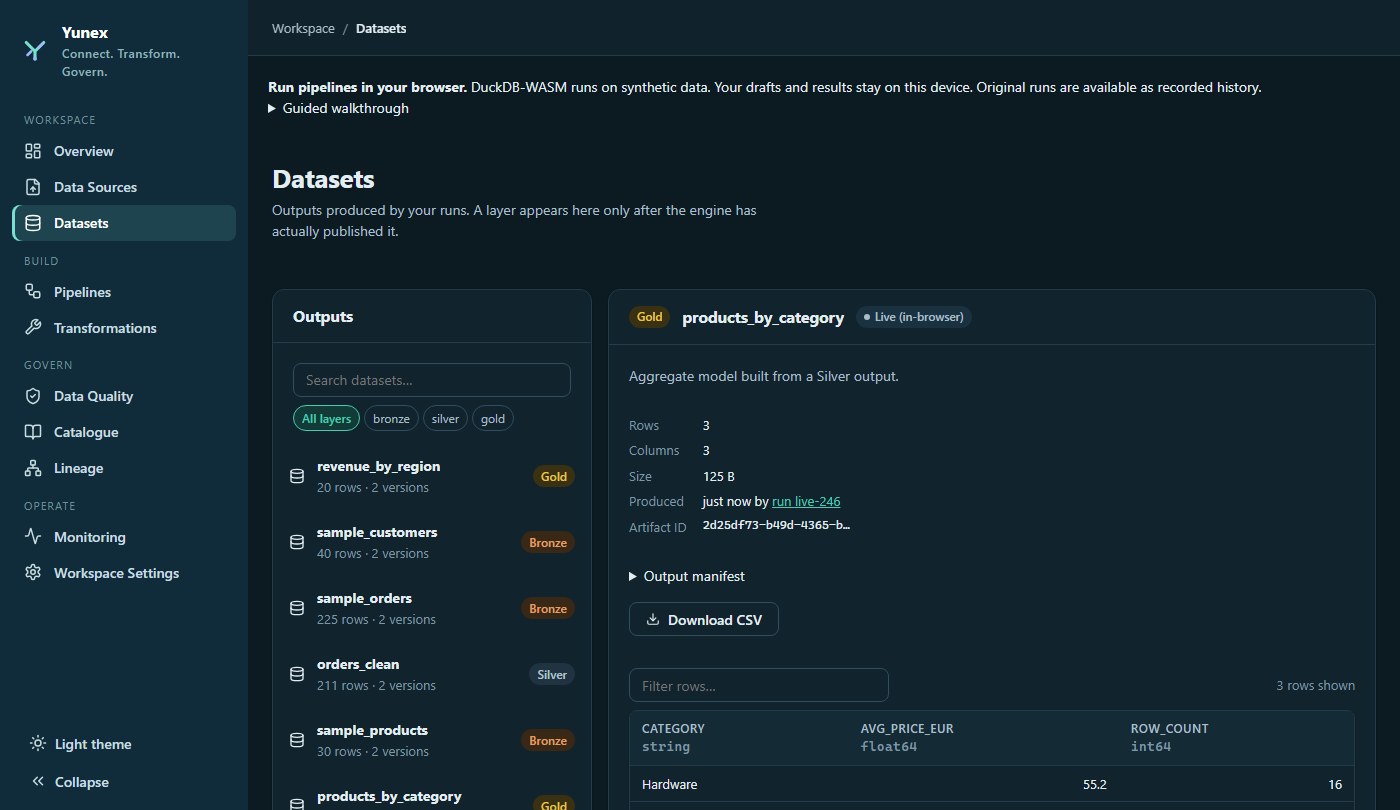 Yunex
Connect. Transform.
Govern.
WORKSPACE
Overview
Data Sources
Datasets
BUILD
Pipelines
Transformations
GOVERN
Data Quality
Catalogue
Lineage
OPERATE
Monitoring
Workspace Settings
Light theme
Collapse
Workspace / Datasets
Run pipelines in your browser. DuckDB-WASM runs on synthetic data. Your drafts and results stay on this device. Original runs are available as recorded history.
Guided walkthrough
Datasets
Outputs produced by your runs. A layer appears here only after the engine has
actually published it.
Outputs
Search datasets...
All layers bronze silver gold
revenue_by_region
20 rows · 2 versions
Gold
sample_customers
40 rows · 2 versions
Bronze
sample_orders
225 rows · 2 versions
Bronze
orders_clean
211 rows · 2 versions
Silver
sample_products
30 rows · 2 versions
Bronze
products_by_category
Gold
Gold products_by_category Live (in-browser)
Aggregate model built from a Silver output.
Rows 3
Columns 3
Size 125 B
Produced just now by run live-246
Artifact ID 2d25df73-b49d-4365-b…
Output manifest
Download CSV
Filter rows...
3 rows shown
CATEGORY AVG_PRICE_EUR ROW_COUNT
string float64 int64
Hardware 55.2 16